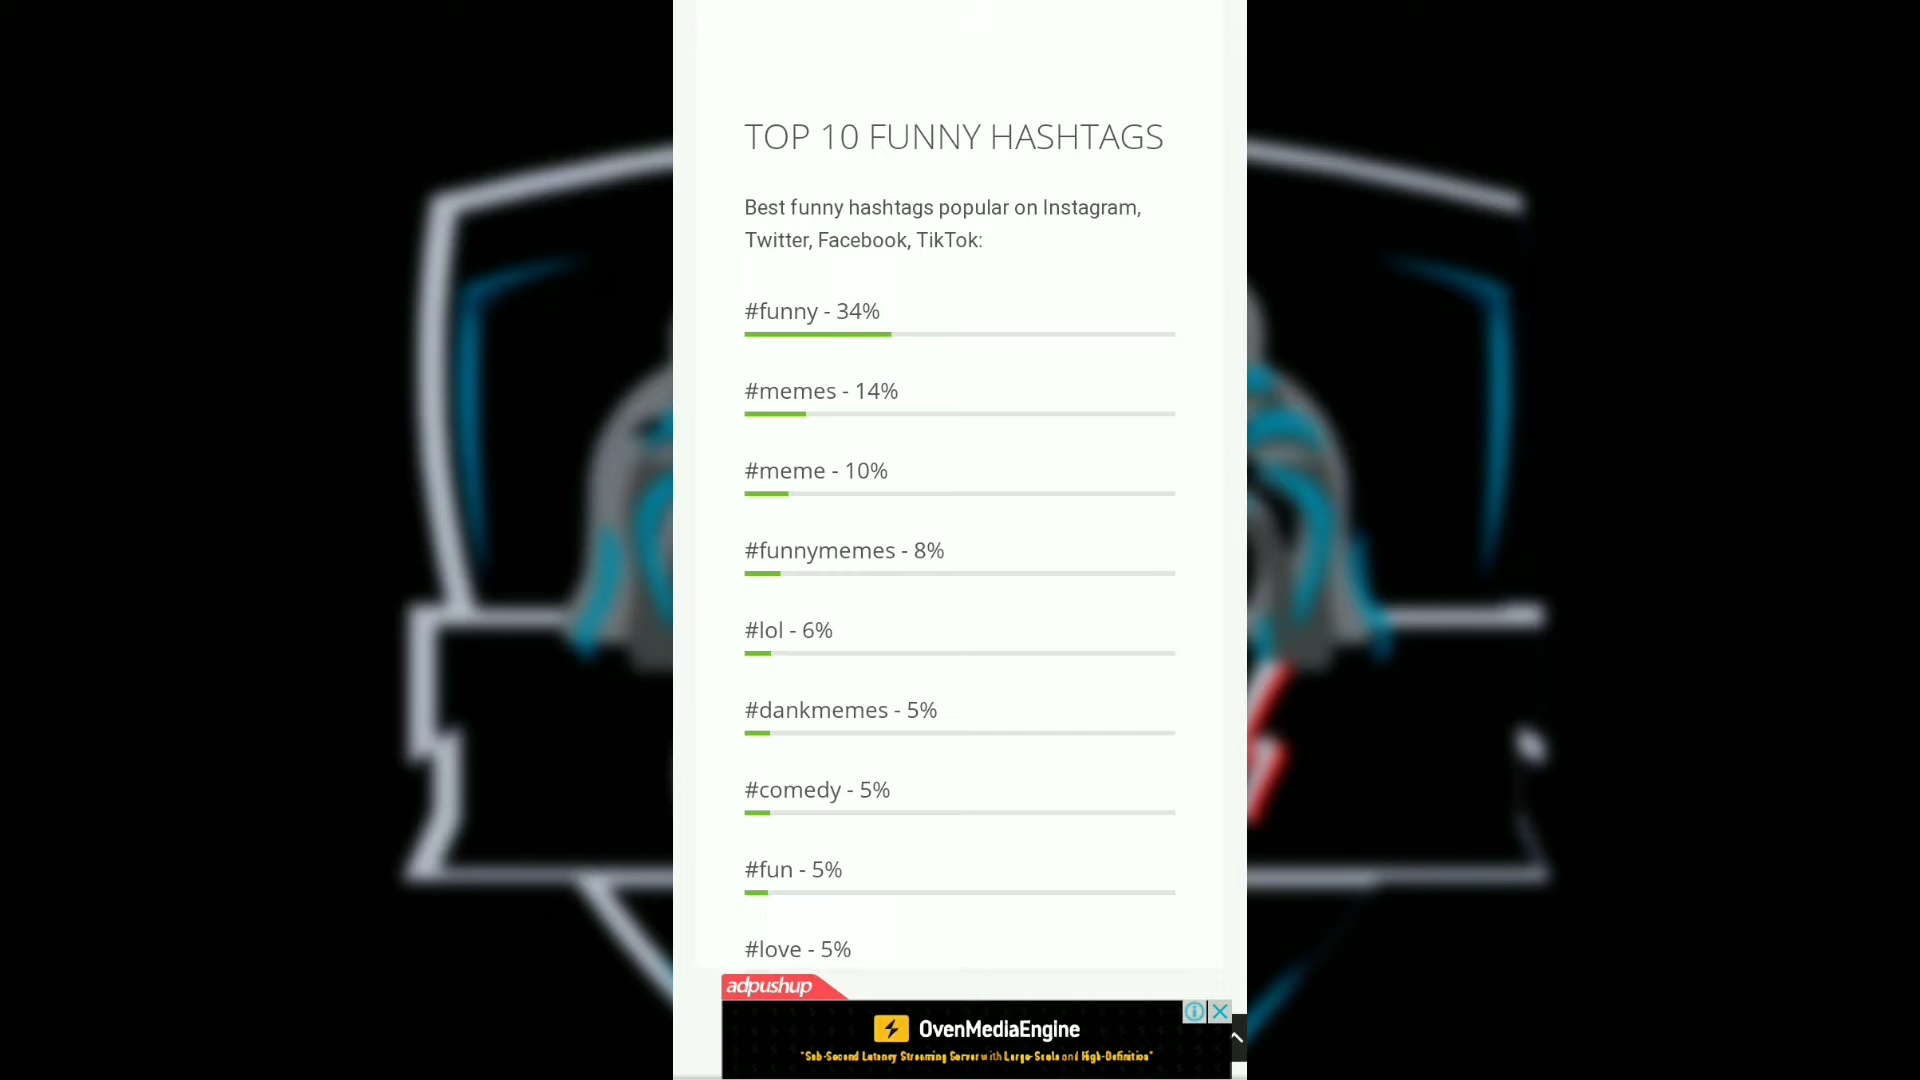 TOP 10 FUNNY HASHTAGS
Best funny hashtags popular on Instagram,
Twitter, Facebook, TikTok:
#funny - 34%
#memes - 14%
#meme - 10%
#funnymemes - 8%
#lol - 6%
#dankmemes - 5%
#comedy - 5%
#fun - 5%
#love - 5%
adpushup
OvenMediaEngine
"Sub-Second Latency Streaming Server with Large-Scale and High-Definition"